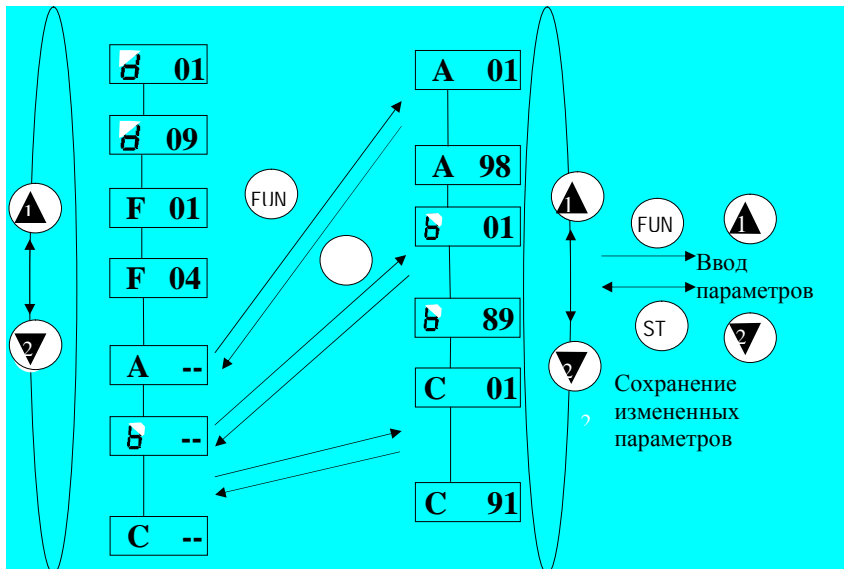 d 01
d 09
F 01
F 04
A --
b --
C --
1
2
FUN
A 01
A 98
b 01
b 89
C 01
C 91
1
2
FUN
1
Ввод
параметров
ST
2
Сохранение
измененных
параметров
2